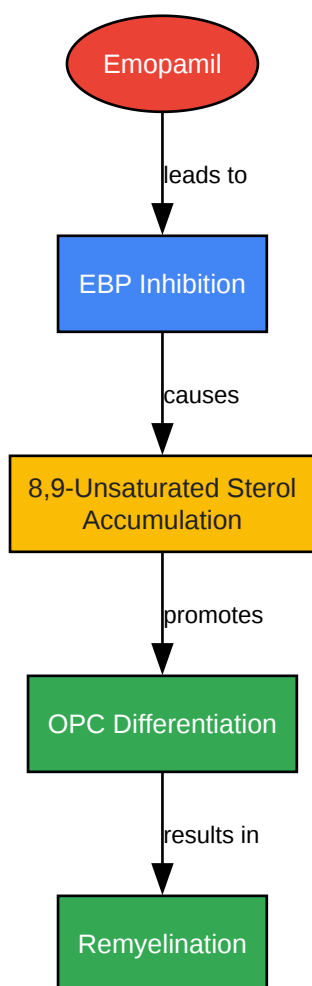 Emopamil
leads to
EBP Inhibition
causes
8,9-Unsaturated Sterol
Accumulation
promotes
OPC Differentiation
results in
Remyelination